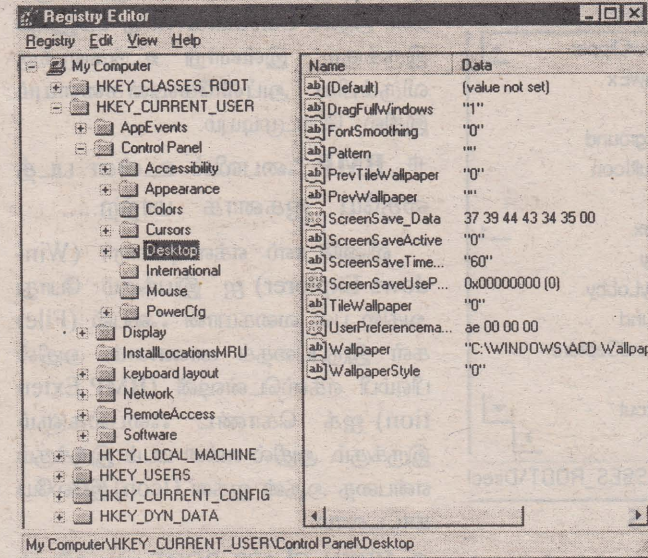 Registry Editor
Registry Edit View Help
My Computer
HKEY_CLASSES_ROOT
HKEY_CURRENT_USER
AppEvents
Control Panel
Accessibility
Appearance
Colors
Cursors
Desktop
International
Mouse
PowerCfg
Display
InstallLocationsMRU
keyboard layout
Network
RemoteAccess
Software
HKEY_LOCAL_MACHINE
HKEY_USERS
HKEY_CURRENT_CONFIG
HKEY_DYN_DATA
Name Data
(Default) (value not set)
DragFullWindows "1"
FontSmoothing "0"
Pattern ""
PrevTileWallpaper "0"
PrevWallpaper ""
ScreenSave_Data 37 39 44 43 34 35 00
ScreenSaveActive "0"
ScreenSaveTime... "60"
ScreenSaveUseP... 0x00000000 (0)
TileWallpaper "0"
UserPreferencema... ae 00 00 00
Wallpaper "C:\WINDOWS\ACD Wallpap
WallpaperStyle "0"
My Computer\HKEY_CURRENT_USER\Control Panel\Desktop